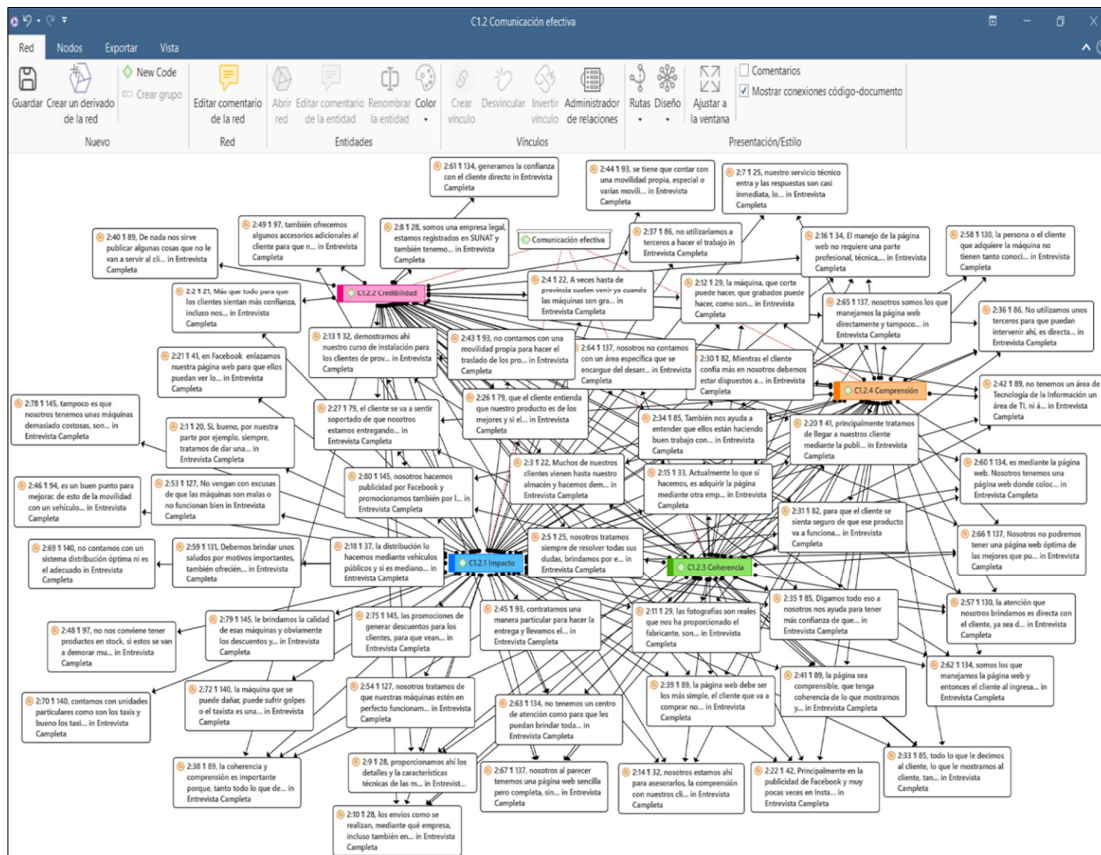 C1.2 Comunicación efectiva
Red Nodos Exportar Vista
Guardar
Crear un derivado
de la red
New Code
Crear grupo
Nuevo
Editar comentario
de la red
Red
Abrir
red
Editar comentario
de la entidad
Renombrar
la entidad
Color
Entidades
Crear
vínculo
Desvincular
Invertir
vínculo
Administrador
de relaciones
Vínculos
Rutas
Diseño
Ajustar a
la ventana
Comentarios
Mostrar conexiones código-documento
Presentación/Estilo
2:61 ¶ 134, generamos la confianza
con el cliente directo in Entrevista
Campleta
2:44 ¶ 93, se tiene que contar con
una movilidad propia, especial o
varias movili... in Entrevista
Campleta
2:7 ¶ 25, nuestro servicio técnico
entra y las respuestas son casi
inmediata, lo... in Entrevista
Campleta
2:40 ¶ 89, De nada nos sirve
publicar algunas cosas que no le
van a servir al cli... in Entrevista
Campleta
2:49 ¶ 97, también ofrecemos
algunos accesorios adicionales al
cliente para que n... in Entrevista
Campleta
2:8 ¶ 28, somos una empresa legal,
estamos registrados en SUNAT y
también tenemo... in Entrevista
Campleta
Comunicación efectiva
2:37 ¶ 86, no utilizaríamos a
terceros a hacer el trabajo in
Entrevista Campleta
2:16 ¶ 34, El manejo de la página
web no requiere una parte
profesional, técnica,...
in Entrevista Campleta
2:58 ¶ 130, la persona o el cliente
que adquiere la máquina no
tienen tanto conoci... in
Entrevista Campleta
2:2 ¶ 21, Más que todo para que
los clientes sientan más confianza,
incluso nos... in Entrevista
Campleta
C1.2.2 Credibilidad
2:4 ¶ 22, A veces hasta de
provincia suelen venir ya cuando
las máquinas son gra... in
Entrevista Campleta
2:12 ¶ 29, la máquina, que corte
puede hacer, que grabados puede
hacer, como son... in
Entrevista Campleta
2:65 ¶ 137, nosotros somos los que
manejamos la página web
directamente y tampoco... in
Entrevista Campleta
2:36 ¶ 86, No utilizamos unos
terceros para que puedan
intervenir ahí, es directa...
in Entrevista Campleta
2:13 ¶ 32, demostramos ahí
nuestro curso de instalación para
los clientes de prov... in
Entrevista Campleta
2:43 ¶ 93, no contamos con una
movilidad propia para hacer el
traslado de los pro... in
Entrevista Campleta
2:64 ¶ 137, nosotros no contamos
con un área específica que se
encargue del desarr... in
Entrevista Campleta
2:30 ¶ 82, Mientras el cliente
confía más en nosotros debemos
estar dispuestos a... in
Entrevista Campleta
2:21 ¶ 41, en Facebook enlazamos
nuestra página web para que ellos
puedan ver lo... in Entrevista
Campleta
C1.2.4 Comprensión
2:42 ¶ 89, no tenemos un área de
Tecnología de la Información un
área de TI, ni á... in Entrevista
Campleta
2:78 ¶ 145, tampoco es que
nosotros tenemos unas máquinas
demasiado costosas, son... in
Entrevista Campleta
2:27 ¶ 79, el cliente se va a sentir
soportado de que nosotros
estamos entregando... in
Entrevista Campleta
2:26 ¶ 79, que el cliente entienda
que nuestro producto es de los
mejores y si el... in Entrevista
Campleta
2:34 ¶ 85, También nos ayuda a
entender que ellos están haciendo
buen trabajo con... in
Entrevista Campleta
2:20 ¶ 41, principalmente tratamos
de llegar a nuestros cliente
mediante la publi... in Entrevista
Campleta
2:1 ¶ 20, Si, bueno, por nuestra
parte por ejemplo, siempre,
tratamos de dar una... in
Entrevista Campleta
2:80 ¶ 145, nosotros hacemos
publicidad por Facebook y
promocionamos también por l...
in Entrevista Campleta
2:3 ¶ 22, Muchos de nuestros
clientes vienen hasta nuestro
almacén y hacemos dem... in
Entrevista Campleta
2:15 ¶ 33, Actualmente lo que si
hacemos, es adquirir la página
mediante otra emp... in
Entrevista Campleta
2:60 ¶ 134, es mediante la página
web. Nosotros tenemos una
página web donde coloc... in
Entrevista Campleta
2:46 ¶ 94, es un buen punto para
mejorar, de esto de la movilidad
con un vehículo... in Entrevista
Campleta
2:53 ¶ 127, No vengan con excusas
de que las máquinas son malas o
no funcionan bien in Entrevista
Campleta
2:31 ¶ 82, para que el cliente se
sienta seguro de que ese producto
va a funciona... in Entrevista
Campleta
2:69 ¶ 140, no contamos con un
sistema distribución óptima ni es
el adecuado in Entrevista
Campleta
2:59 ¶ 131, Debemos brindar unos
saludos por motivos importantes,
también ofrecién... in
Entrevista Campleta
2:18 ¶ 37, la distribución lo
hacemos mediante vehículos
públicos y si es mediano... in
Entrevista Campleta
2:5 ¶ 25, nosotros tratamos
siempre de resolver todas sus
dudas, brindamos por e... in
Entrevista Campleta
2:66 ¶ 137, Nosotros no podremos
tener una página web óptima de
las mejores que pu... in
Entrevista Campleta
C1.2.1 Impacto
C1.2.3 Coherencia
2:48 ¶ 97, no nos conviene tener
productos en stock, si estos se van
a demorar mu... in Entrevista
Campleta
2:79 ¶ 145, le brindamos la calidad
de esas máquinas y obviamente
los descuentos y... in Entrevista
Campleta
2:75 ¶ 145, las promociones de
generar descuentos para los
clientes, para que vean...
in Entrevista Campleta
2:45 ¶ 93, contratamos una
manera particular para hacer la
entrega y llevamos el... in
Entrevista Campleta
2:11 ¶ 29, las fotografías son reales
que nos ha proporcionado el
fabricante, son... in
Entrevista Campleta
2:35 ¶ 85, Digamos todo eso a
nosotros nos ayuda para tener
más confianza de que... in
Entrevista Campleta
2:57 ¶ 130, la atención que
nosotros brindamos es directa con
el cliente, ya sea d... in
Entrevista Campleta
2:70 ¶ 140, contamos con unidades
particulares como son los taxis y
bueno los taxi... in Entrevista
Campleta
2:72 ¶ 140, la máquina que se
puede dañar, puede sufrir golpes
o el taxista es una... in
Entrevista Campleta
2:54 ¶ 127, nosotros tratamos de
que nuestras máquinas estén en
perfecto funcionam... in
Entrevista Campleta
2:63 ¶ 134, no tenemos un centro
de atención como para que les
puedan brindar toda... in
Entrevista Campleta
2:39 ¶ 89, la página web debe ser
los más simple, el cliente que va a
comprar no... in Entrevista
Campleta
2:41 ¶ 89, la página sea
comprensible, que tenga
coherencia de lo que mostramos
y... in Entrevista Campleta
2:62 ¶ 134, somos los que
manejamos la página web y
entonces el cliente al ingresa... in
Entrevista Campleta
2:38 ¶ 89, la coherencia y
comprensión es importante
porque, tanto todo lo que de... in
Entrevista Campleta
2:9 ¶ 28, proporcionamos ahí los
detalles y la características
técnicas de las m... in Entrevist...
Campleta
2:67 ¶ 137, nosotros al parecer
tenemos una página web sencilla
pero completa, sin... in
Entrevista Campleta
2:14 ¶ 32, nosotros estamos ahí
para asesorarlos, la comprensión
con nuestros cli... in
Entrevista Campleta
2:22 ¶ 42, Principalmente en la
publicidad de Facebook y muy
pocas veces en Insta... in
Entrevista Campleta
2:33 ¶ 85, todo lo que le decimos
al cliente, lo que le mostramos al
cliente, tan... in Entrevista
Campleta
2:10 ¶ 28, los envíos como se
realizan, mediante qué empresa,
incluso también en... in
Entrevista Campleta